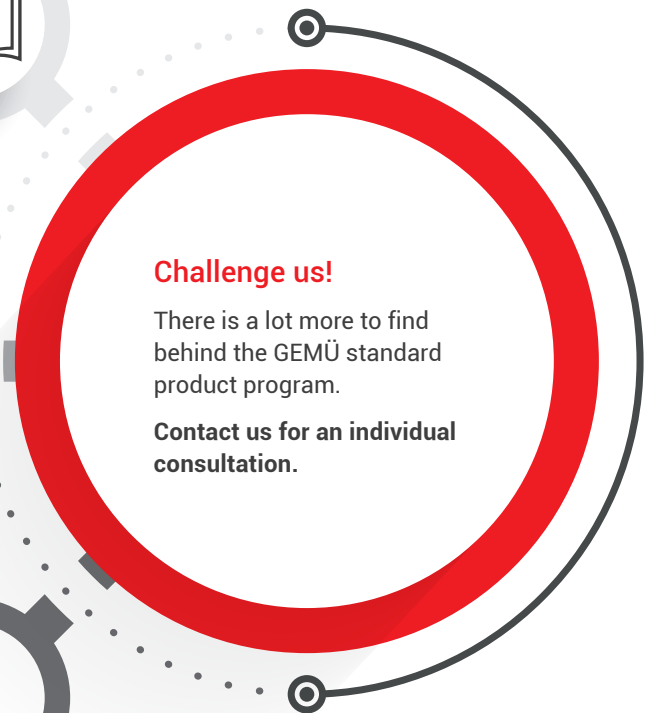 Challenge us!
There is a lot more to find
behind the GEMÜ standard
product program.
Contact us for an individual
consultation.